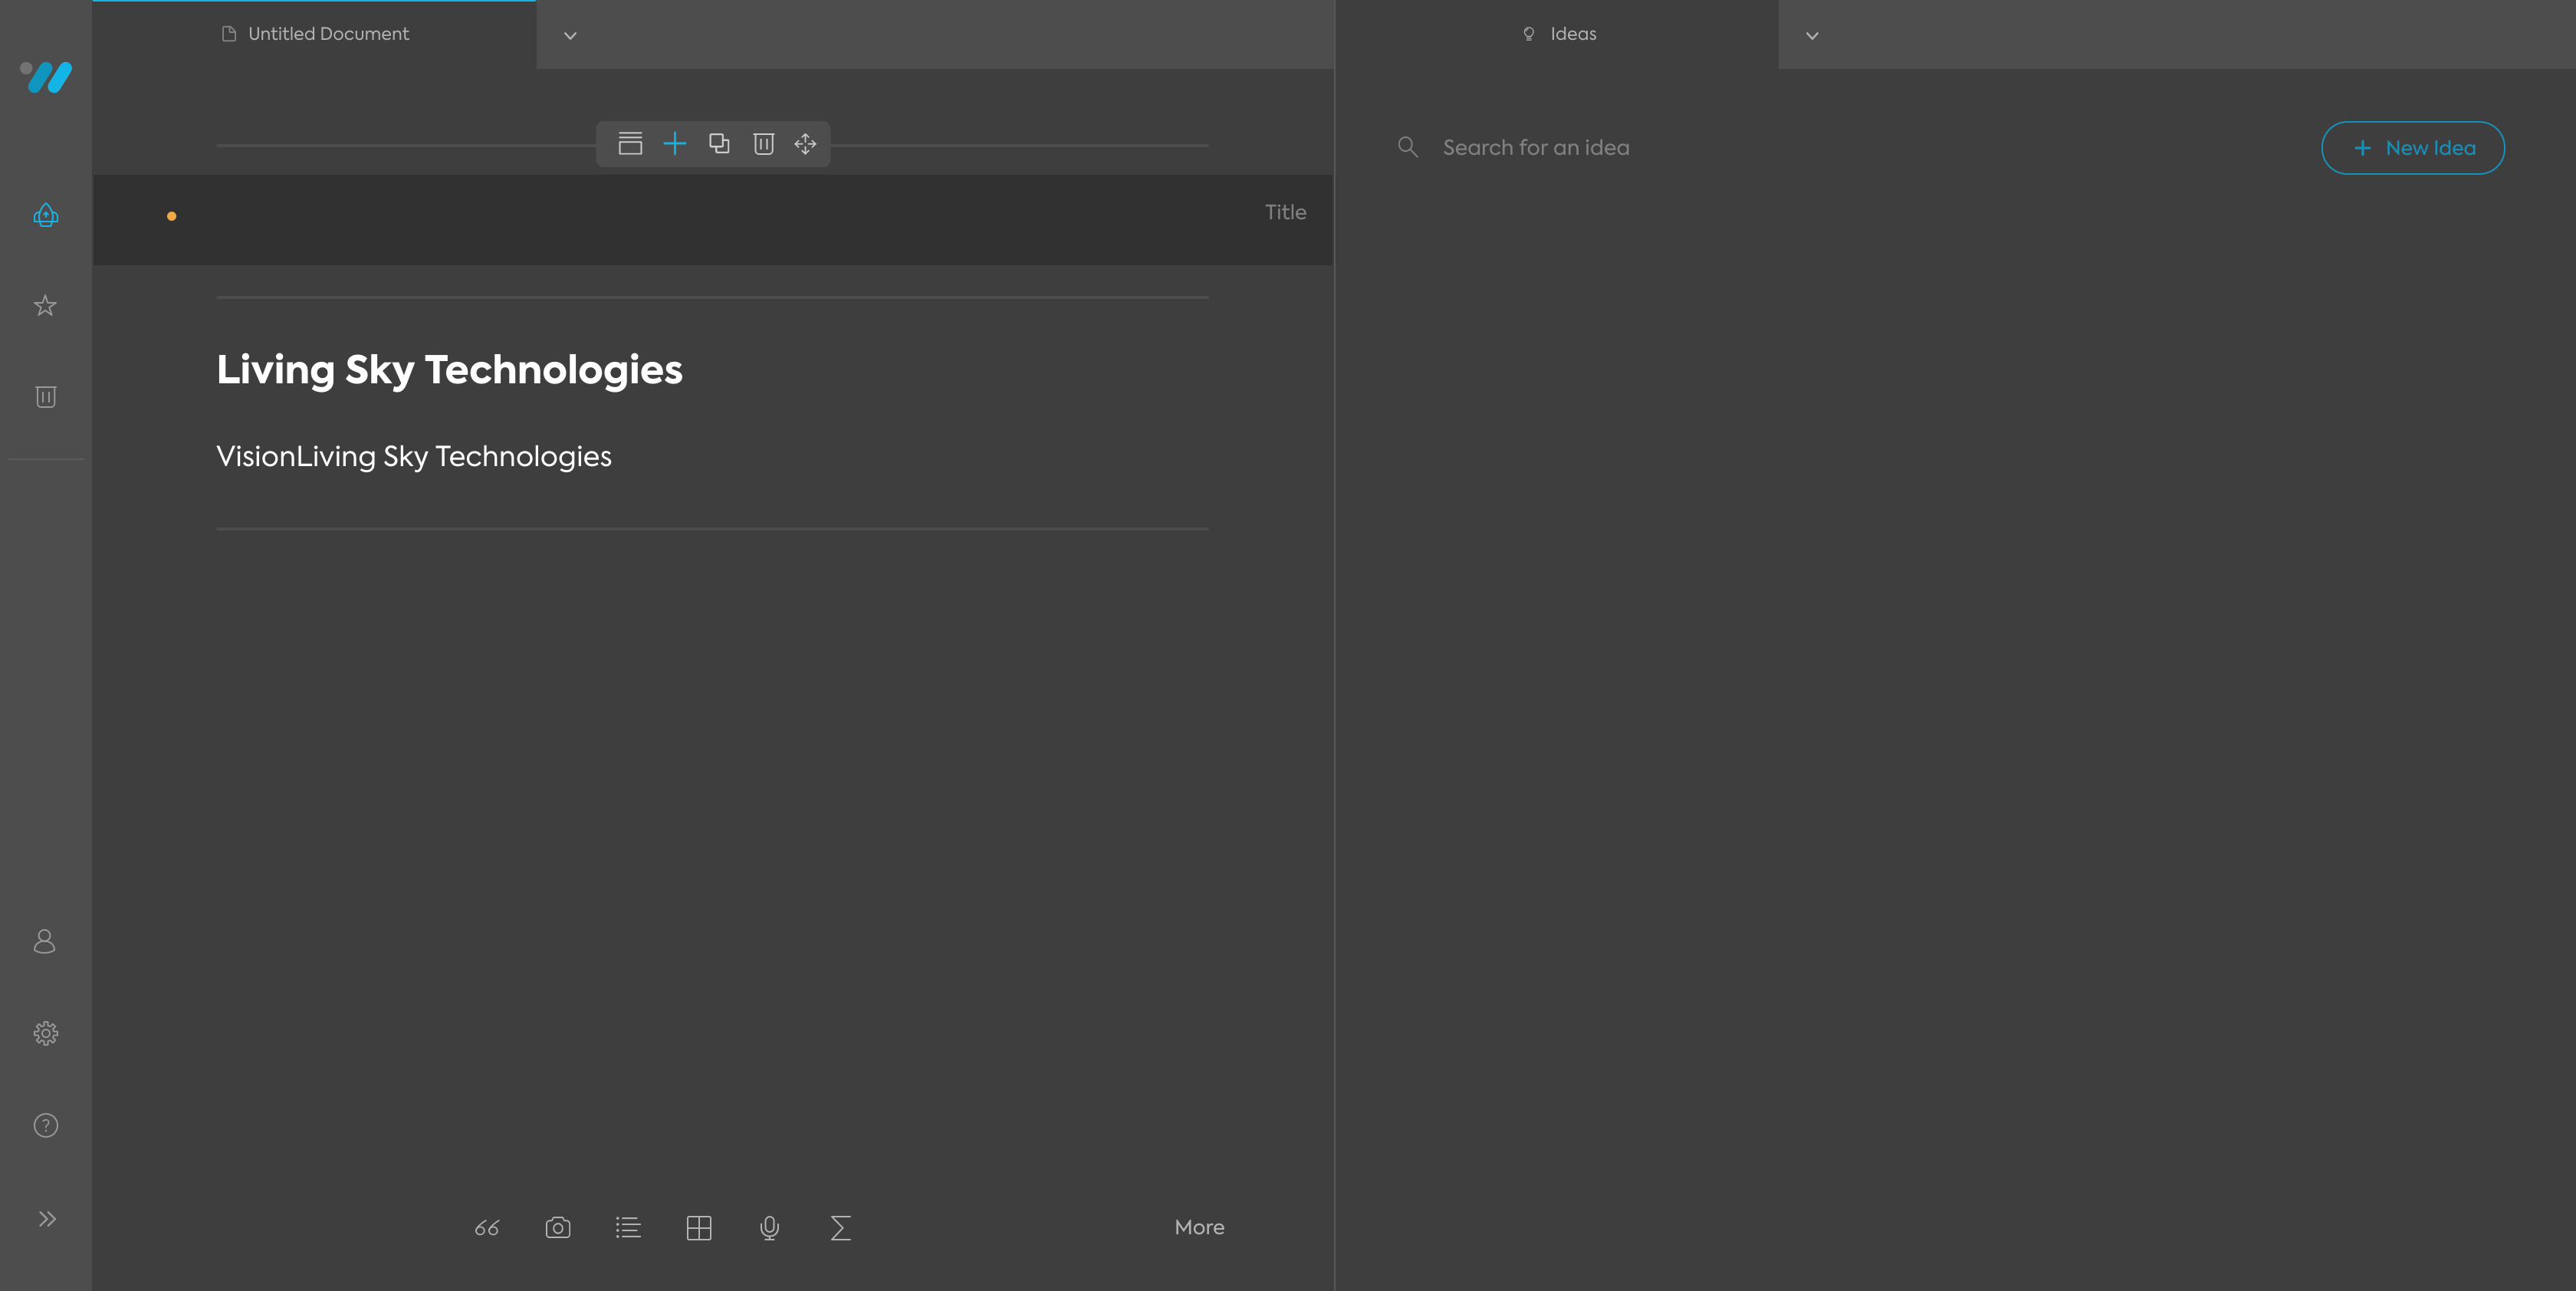 Untitled Document
Ideas
Search for an idea
New Idea
Title
Living Sky Technologies
VisionLiving Sky Technologies
More